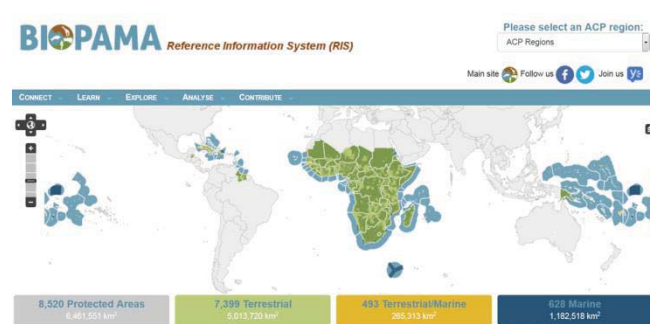 BIOPAMA Reference Information System (RIS)
Please select an ACP region:
ACP Regions
Main site Follow us Join us
CONNECT LEARN EXPLORE ANALYSE CONTRIBUTE
8,520 Protected Areas
6,461,551 km²
7,399 Terrestrial
5,013,720 km²
493 Terrestrial/Marine
265,313 km²
628 Marine
1,182,518 km²